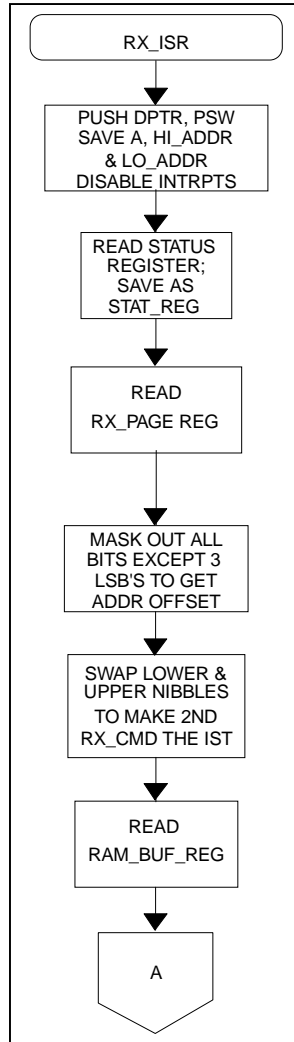 RX_ISR
PUSH DPTR, PSW
SAVE A, HI_ADDR
& LO_ADDR
DISABLE INTRPTS
READ STATUS
REGISTER;
SAVE AS
STAT_REG
READ
RX_PAGE REG
MASK OUT ALL
BITS EXCEPT 3
LSB'S TO GET
ADDR OFFSET
SWAP LOWER &
UPPER NIBBLES
TO MAKE 2ND
RX_CMD THE IST
READ
RAM_BUF_REG
A